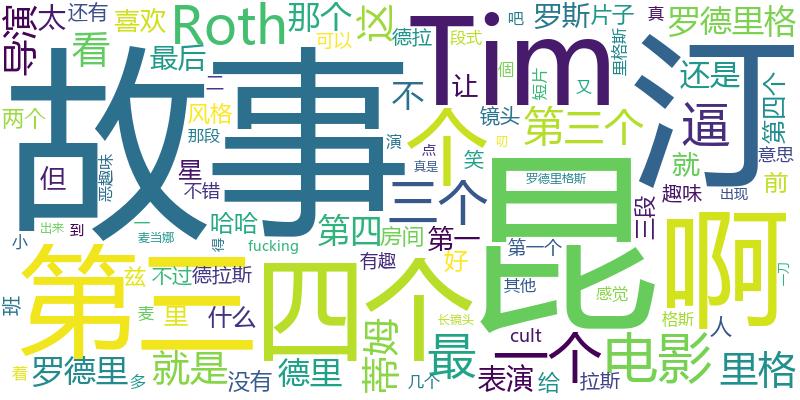 导演
太
还有
喜欢
Roth
那个
这
德拉
吧
段式
罗斯
片子
里格斯
真
罗德里格
看
最后
可以
Tim
让
個
短片
又
还是
第四个
汀
两个
二
风格
那段
故事
不
镜头
第三个
逼
个
演
点
真是
笑
叨
就
意思
但
恶趣味
星
不错
三个
昆
罗德里格斯
趣味
前
出来
到
一
哈哈
第四
房间
第一
三段
出现
小
麦当娜
得
fucking
有趣
好
第一个
啊
第三
兹
不过
德拉斯
四个
其他
感觉
一刀
班
麦
里
什么
长镜头
格斯
人
着
罗德里
多
就是
没有
德里
蒂姆
几个
最
cult
表演
一个
给
拉斯
电影
里格